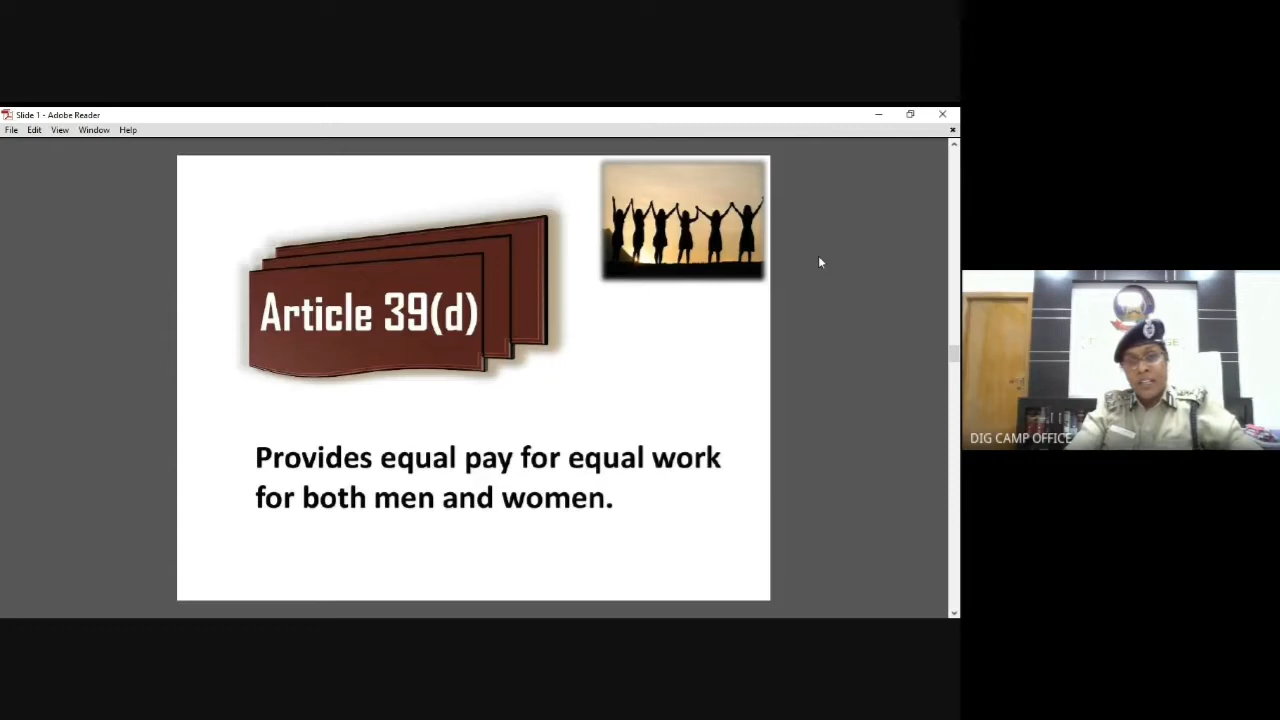 Slide 1 - Adobe Reader
File Edit View Window Help
Article 39(d)
Provides equal pay for equal work
for both men and women.
DIG CAMP OFFICE